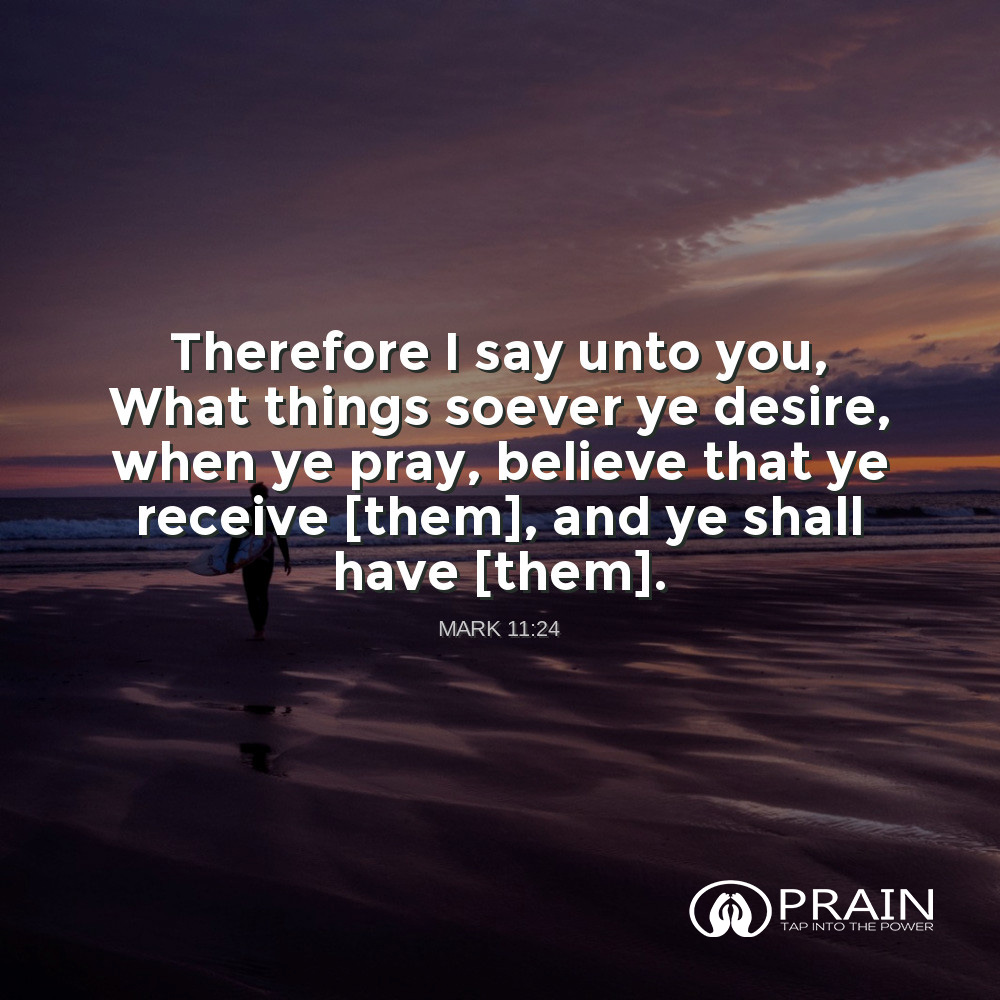 Therefore I say unto you,
What things soever ye desire,
when ye pray, believe that ye
receive [them], and ye shall
have [them].
MARK 11:24
PRAIN
TAP INTO THE POWER